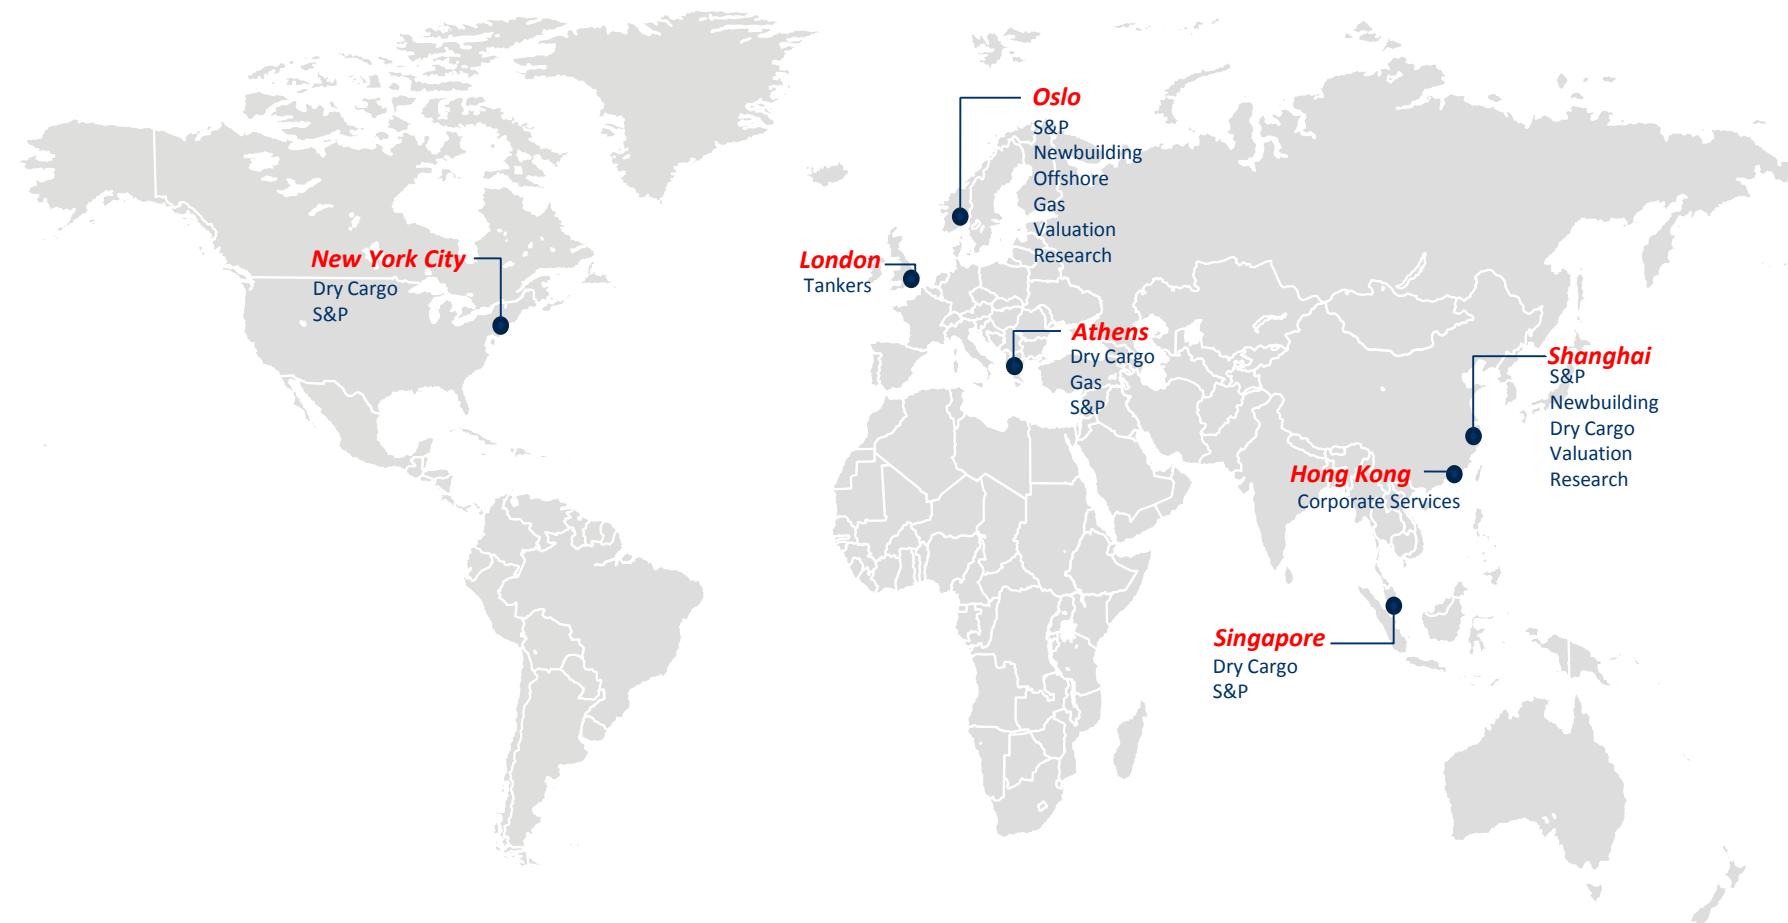 Oslo
S&P
Newbuilding
Offshore
Gas
Valuation
Research
New York City
Dry Cargo
S&P
London
Tankers
Athens
Dry Cargo
Gas
S&P
Shanghai
S&P
Newbuilding
Dry Cargo
Valuation
Research
Hong Kong
Corporate Services
Singapore
Dry Cargo
S&P